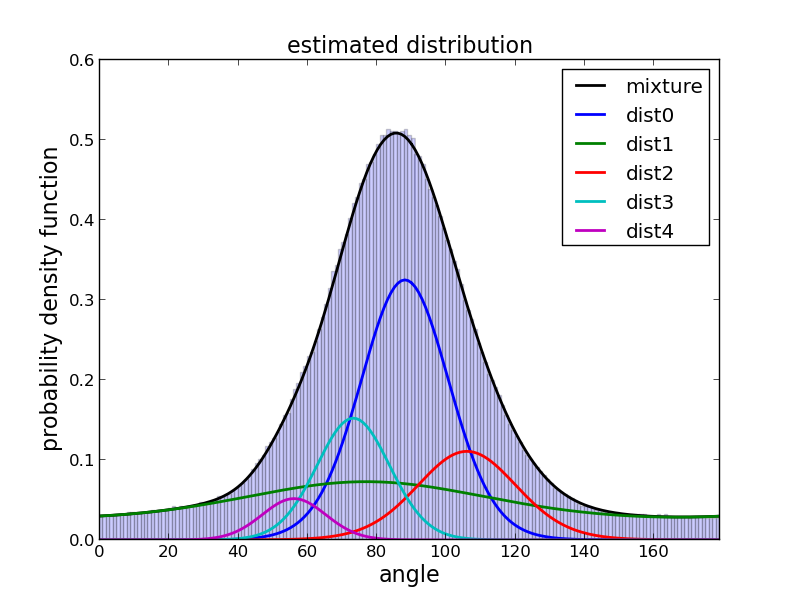 estimated distribution
0.6
0.5
0.4
0.3
0.2
0.1
0.0
probability density function
mixture
dist0
dist1
dist2
dist3
dist4
0 20 40 60 80 100 120 140 160
angle